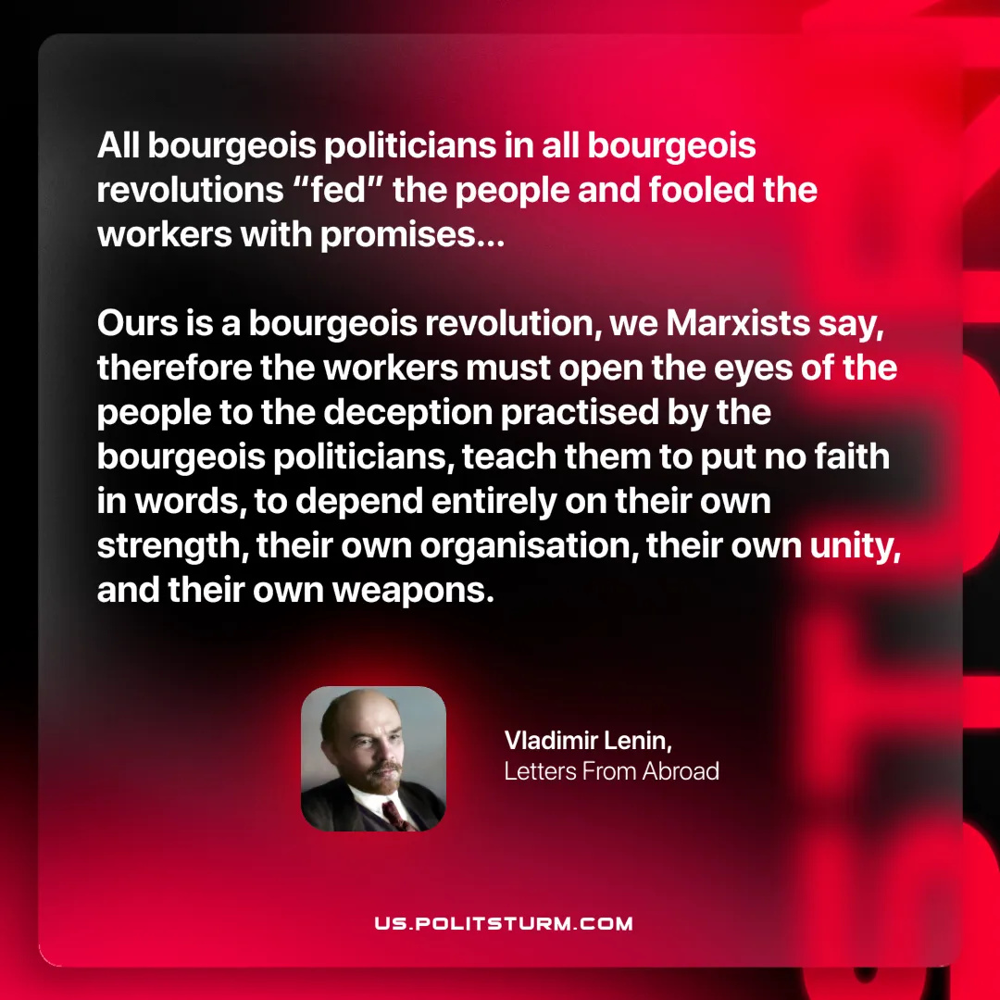 All bourgeois politicians in all bourgeois
revolutions “fed” the people and fooled the
workers with promises...
Ours is a bourgeois revolution, we Marxists say,
therefore the workers must open the eyes of the
people to the deception practised by the
bourgeois politicians, teach them to put no faith
in words, to depend entirely on their own
strength, their own organisation, their own unity,
and their own weapons.
Vladimir Lenin,
Letters From Abroad
US.POLITSTURM.COM